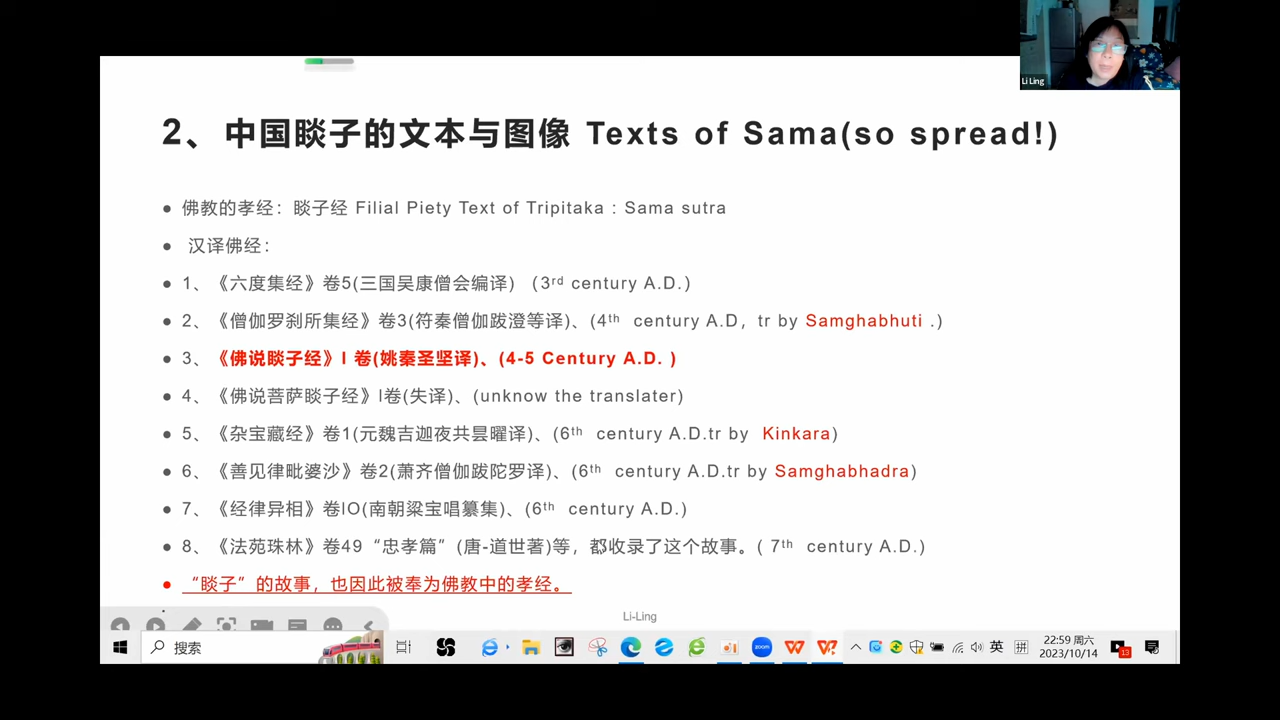 Li Ling
2、中国睒子的文本与图像 Texts of Sama(so spread!)
● 佛教的孝经：睒子经 Filial Piety Text of Tripitaka : Sama sutra
● 汉译佛经：
● 1、《六度集经》卷5(三国吴康僧会编译）（3rd century A.D.）
● 2、《僧伽罗刹所集经》卷3(符秦僧伽跋澄等译)、(4th century A.D, tr by Samghabhuti .)
● 3、《佛说睒子经》I 卷(姚秦圣坚译)、(4-5 Century A.D. )
● 4、《佛说菩萨睒子经》I卷(失译)、(unknow the translater)
● 5、《杂宝藏经》卷1(元魏吉迦夜共昙曜译)、(6th century A.D.tr by Kinkara)
● 6、《善见律毗婆沙》卷2(萧齐僧伽跋陀罗译)、(6th century A.D.tr by Samghabhadra)
● 7、《经律异相》卷IO(南朝梁宝唱纂集)、(6th century A.D.)
● 8、《法苑珠林》卷49“忠孝篇”(唐-道世著)等，都收录了这个故事。( 7th century A.D.)
● “睒子”的故事，也因此被奉为佛教中的孝经。
Li-Ling
搜索
zoom
英
拼
22:59 周六
2023/10/14
13